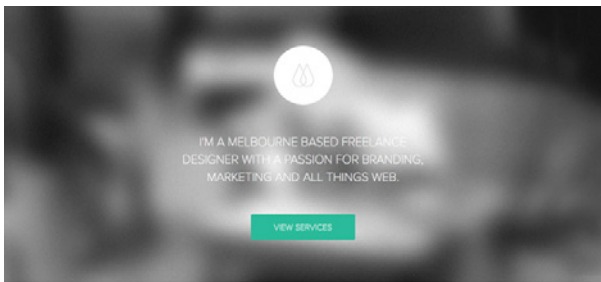 I'M A MELBOURNE BASED FREELANCE
DESIGNER WITH A PASSION FOR BRANDING,
MARKETING AND ALL THINGS WEB.
VIEW SERVICES